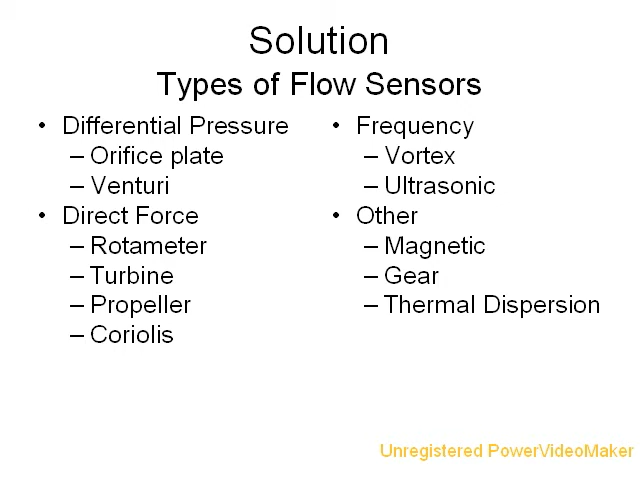 Solution
Types of Flow Sensors
• Differential Pressure
– Orifice plate
– Venturi
• Direct Force
– Rotameter
– Turbine
– Propeller
– Coriolis
• Frequency
– Vortex
– Ultrasonic
• Other
– Magnetic
– Gear
– Thermal Dispersion
Unregistered PowerVideoMaker